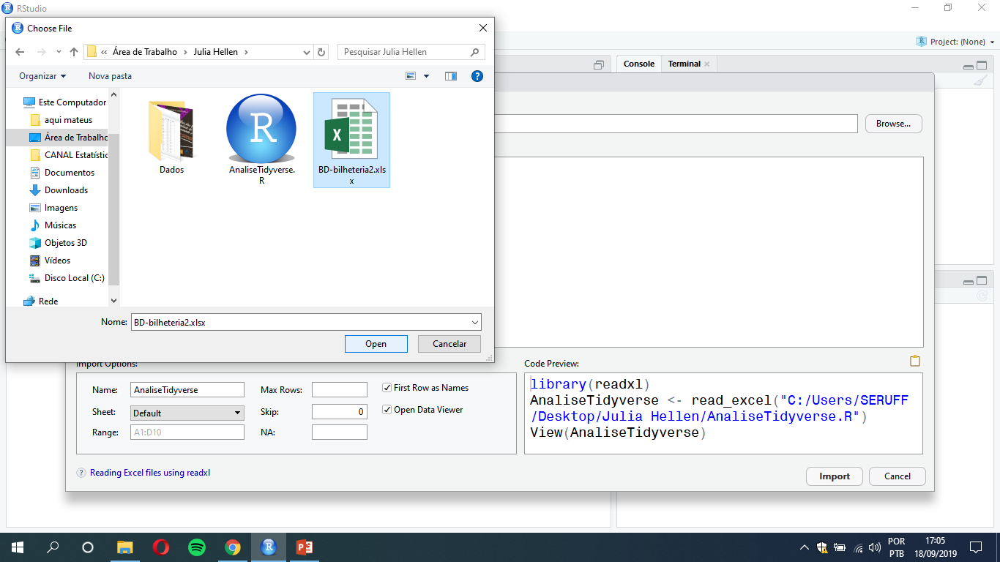 RStudio
Choose File
« Área de Trabalho › Julia Hellen ›
Pesquisar Julia Hellen
Organizar
Nova pasta
Este Computador
aqui mateus
Área de Trabalho
CANAL Estatístic
Documentos
Downloads
Imagens
Músicas
Objetos 3D
Vídeos
Disco Local (C:)
Rede
Dados
AnaliseTidyverse.
R
BD-bilheteria2.xls
x
Nome:
BD-bilheteria2.xlsx
Open
Cancelar
Project: (None)
Console
Terminal
Browse...
Import Options:
Name:
AnaliseTidyverse
Max Rows:
First Row as Names
Sheet:
Default
Skip:
0
Open Data Viewer
Range:
A1:D10
NA:
Code Preview:
library(readxl)
AnaliseTidyverse <- read_excel("C:/Users/SERUFF
/Desktop/Julia Hellen/AnaliseTidyverse.R")
View(AnaliseTidyverse)
? Reading Excel files using readxl
Import
Cancel
POR
PTB
17:05
18/09/2019